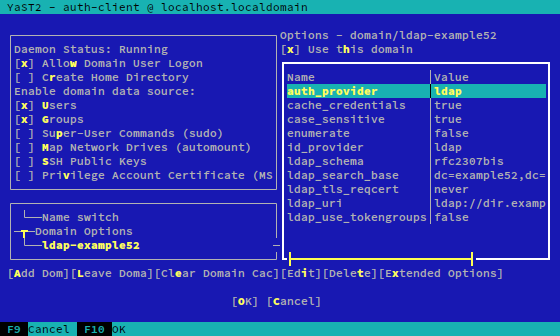 YaST2 - auth-client @ localhost.localdomain
Daemon Status: Running
[x] Allow Domain User Logon
[ ] Create Home Directory
Enable domain data source:
[x] Users
[x] Groups
[ ] Super-User Commands (sudo)
[ ] Map Network Drives (automount)
[ ] SSH Public Keys
[ ] Privilege Account Certificate (MS
Name switch
Domain Options
ldap-example52
Options - domain/ldap-example52
[x] Use this domain
Name Value
auth_provider ldap
cache_credentials true
case_sensitive true
enumerate false
id_provider ldap
ldap_schema rfc2307bis
ldap_search_base dc=example52,dc=
ldap_tls_reqcert never
ldap_uri ldap://dir.examp
ldap_use_tokengroups false
[Add Dom][Leave Doma][Clear Domain Cac][Edit][Delete][Extended Options]
[OK] [Cancel]
F9 Cancel F10 OK